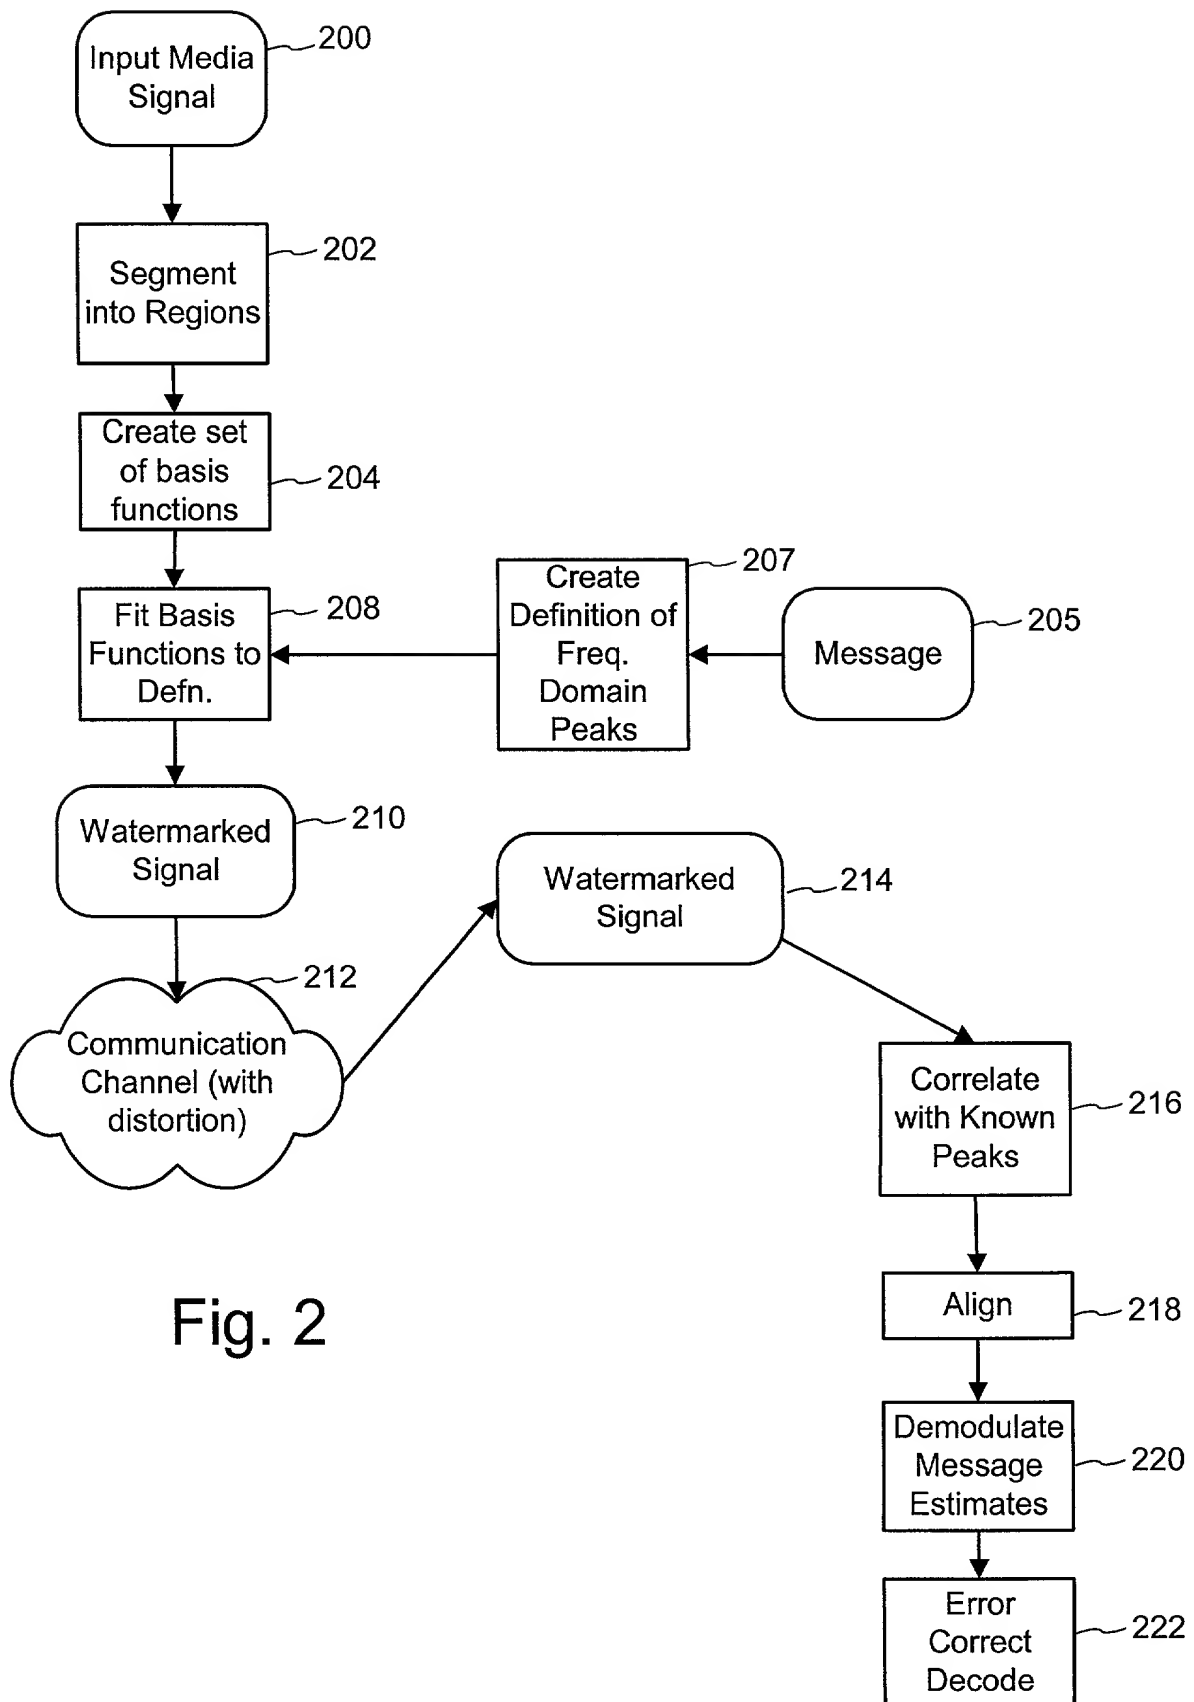 Input Media
Signal
200
Segment
into Regions
202
Create set
of basis
functions
204
Fit Basis
Functions to
Defn.
208
Create
Definition of
Freq.
Domain
Peaks
207
Message
205
Watermarked
Signal
210
Watermarked
Signal
214
Communication
Channel (with
distortion)
212
Correlate
with Known
Peaks
216
Align
218
Demodulate
Message
Estimates
220
Error
Correct
Decode
222
Fig. 2